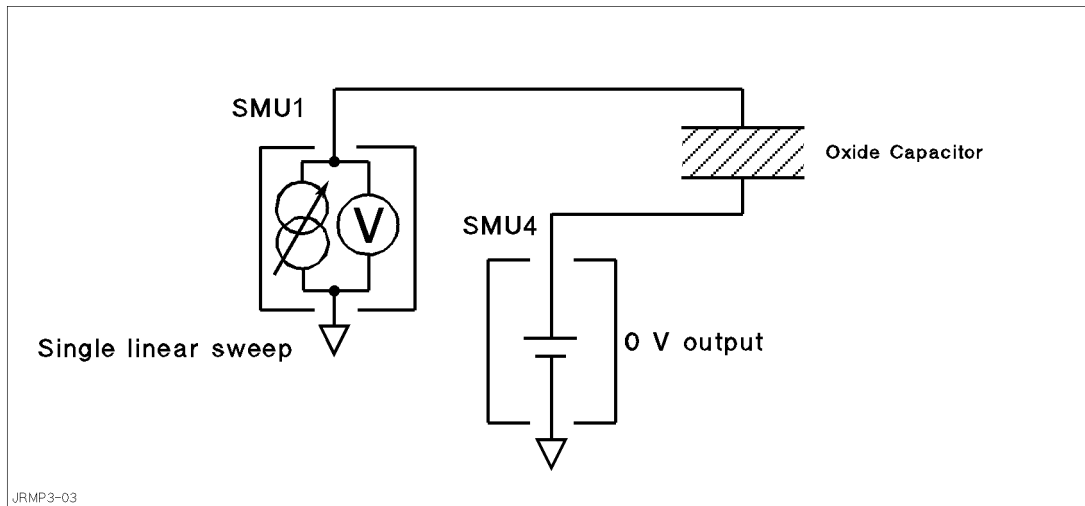 SMU1
Oxide Capacitor
V
SMU4
Single linear sweep
0 V output
JRMP3-03